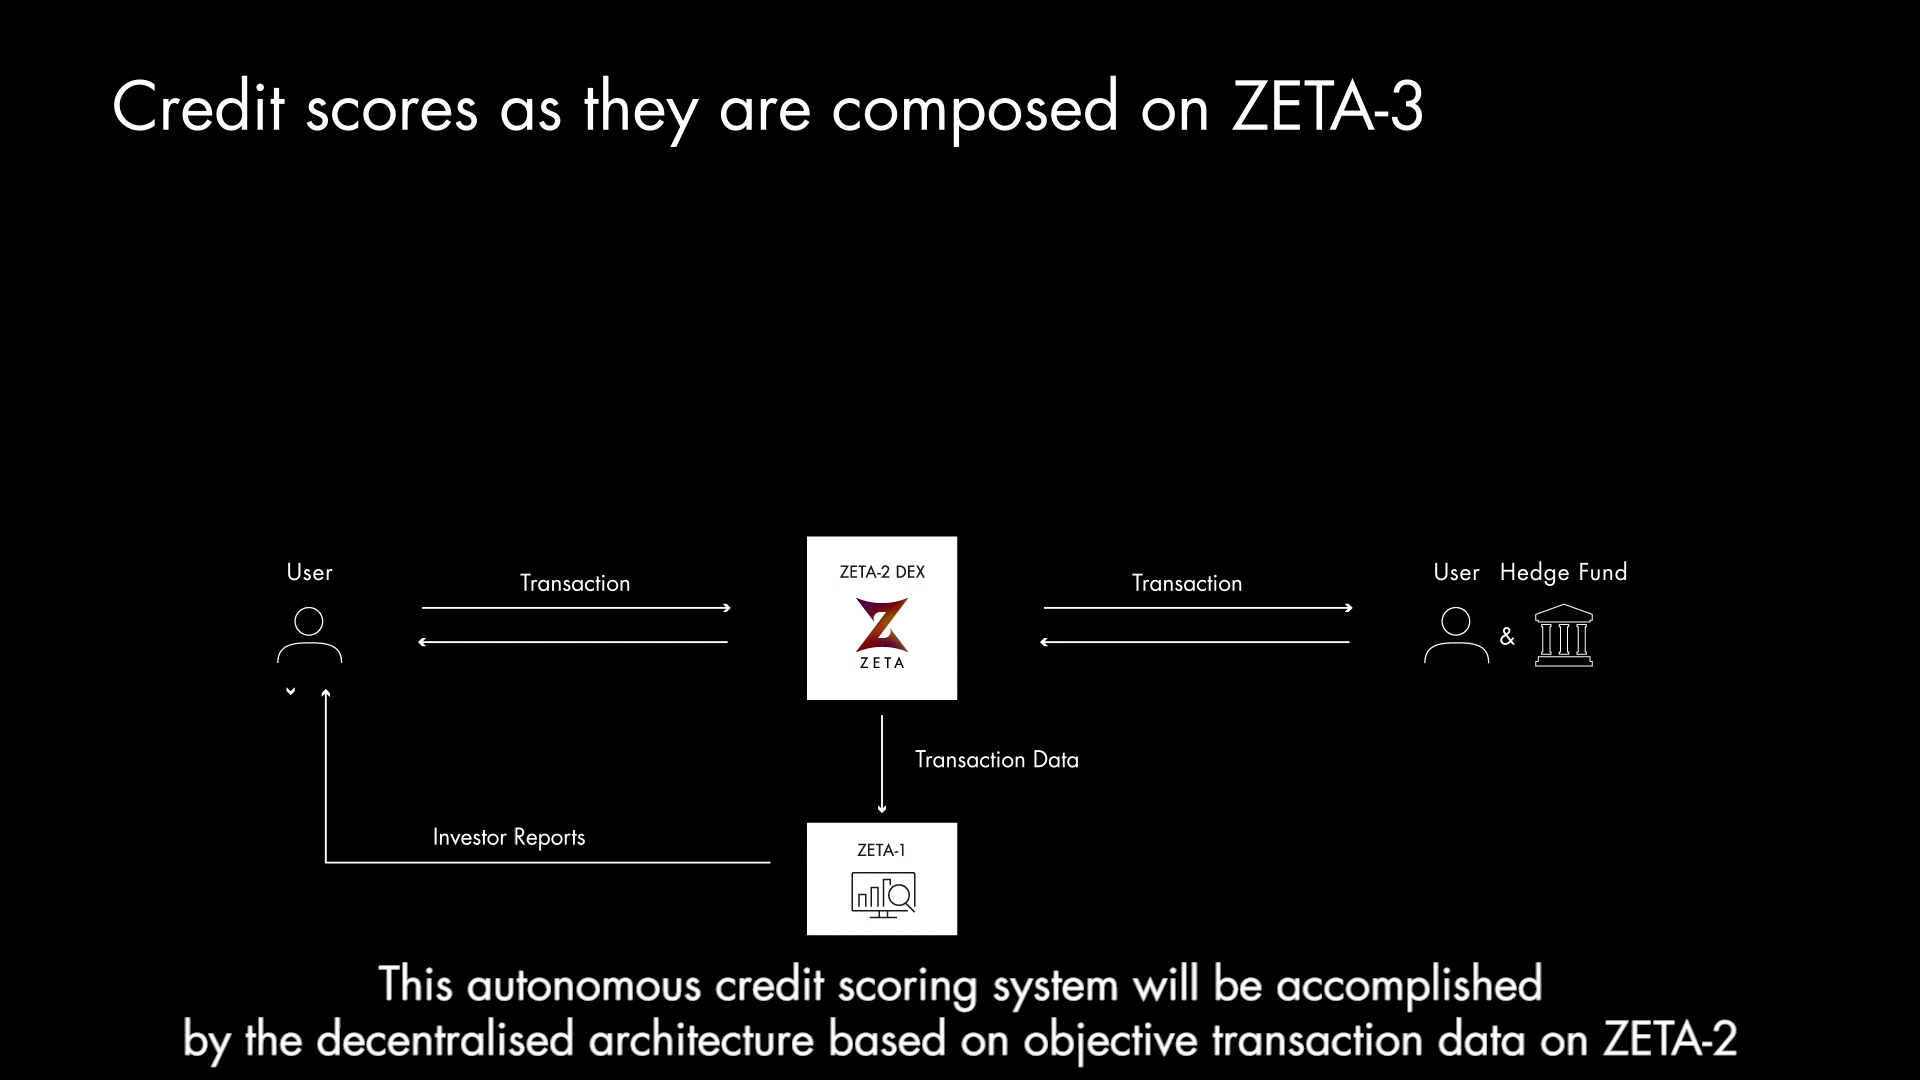 Credit scores as they are composed on ZETA-3
User
Transaction
ZETA-2 DEX
ZETA
Transaction
User
Hedge Fund
&
Transaction Data
Investor Reports
ZETA-1
This autonomous credit scoring system will be accomplished
by the decentralised architecture based on objective transaction data on ZETA-2